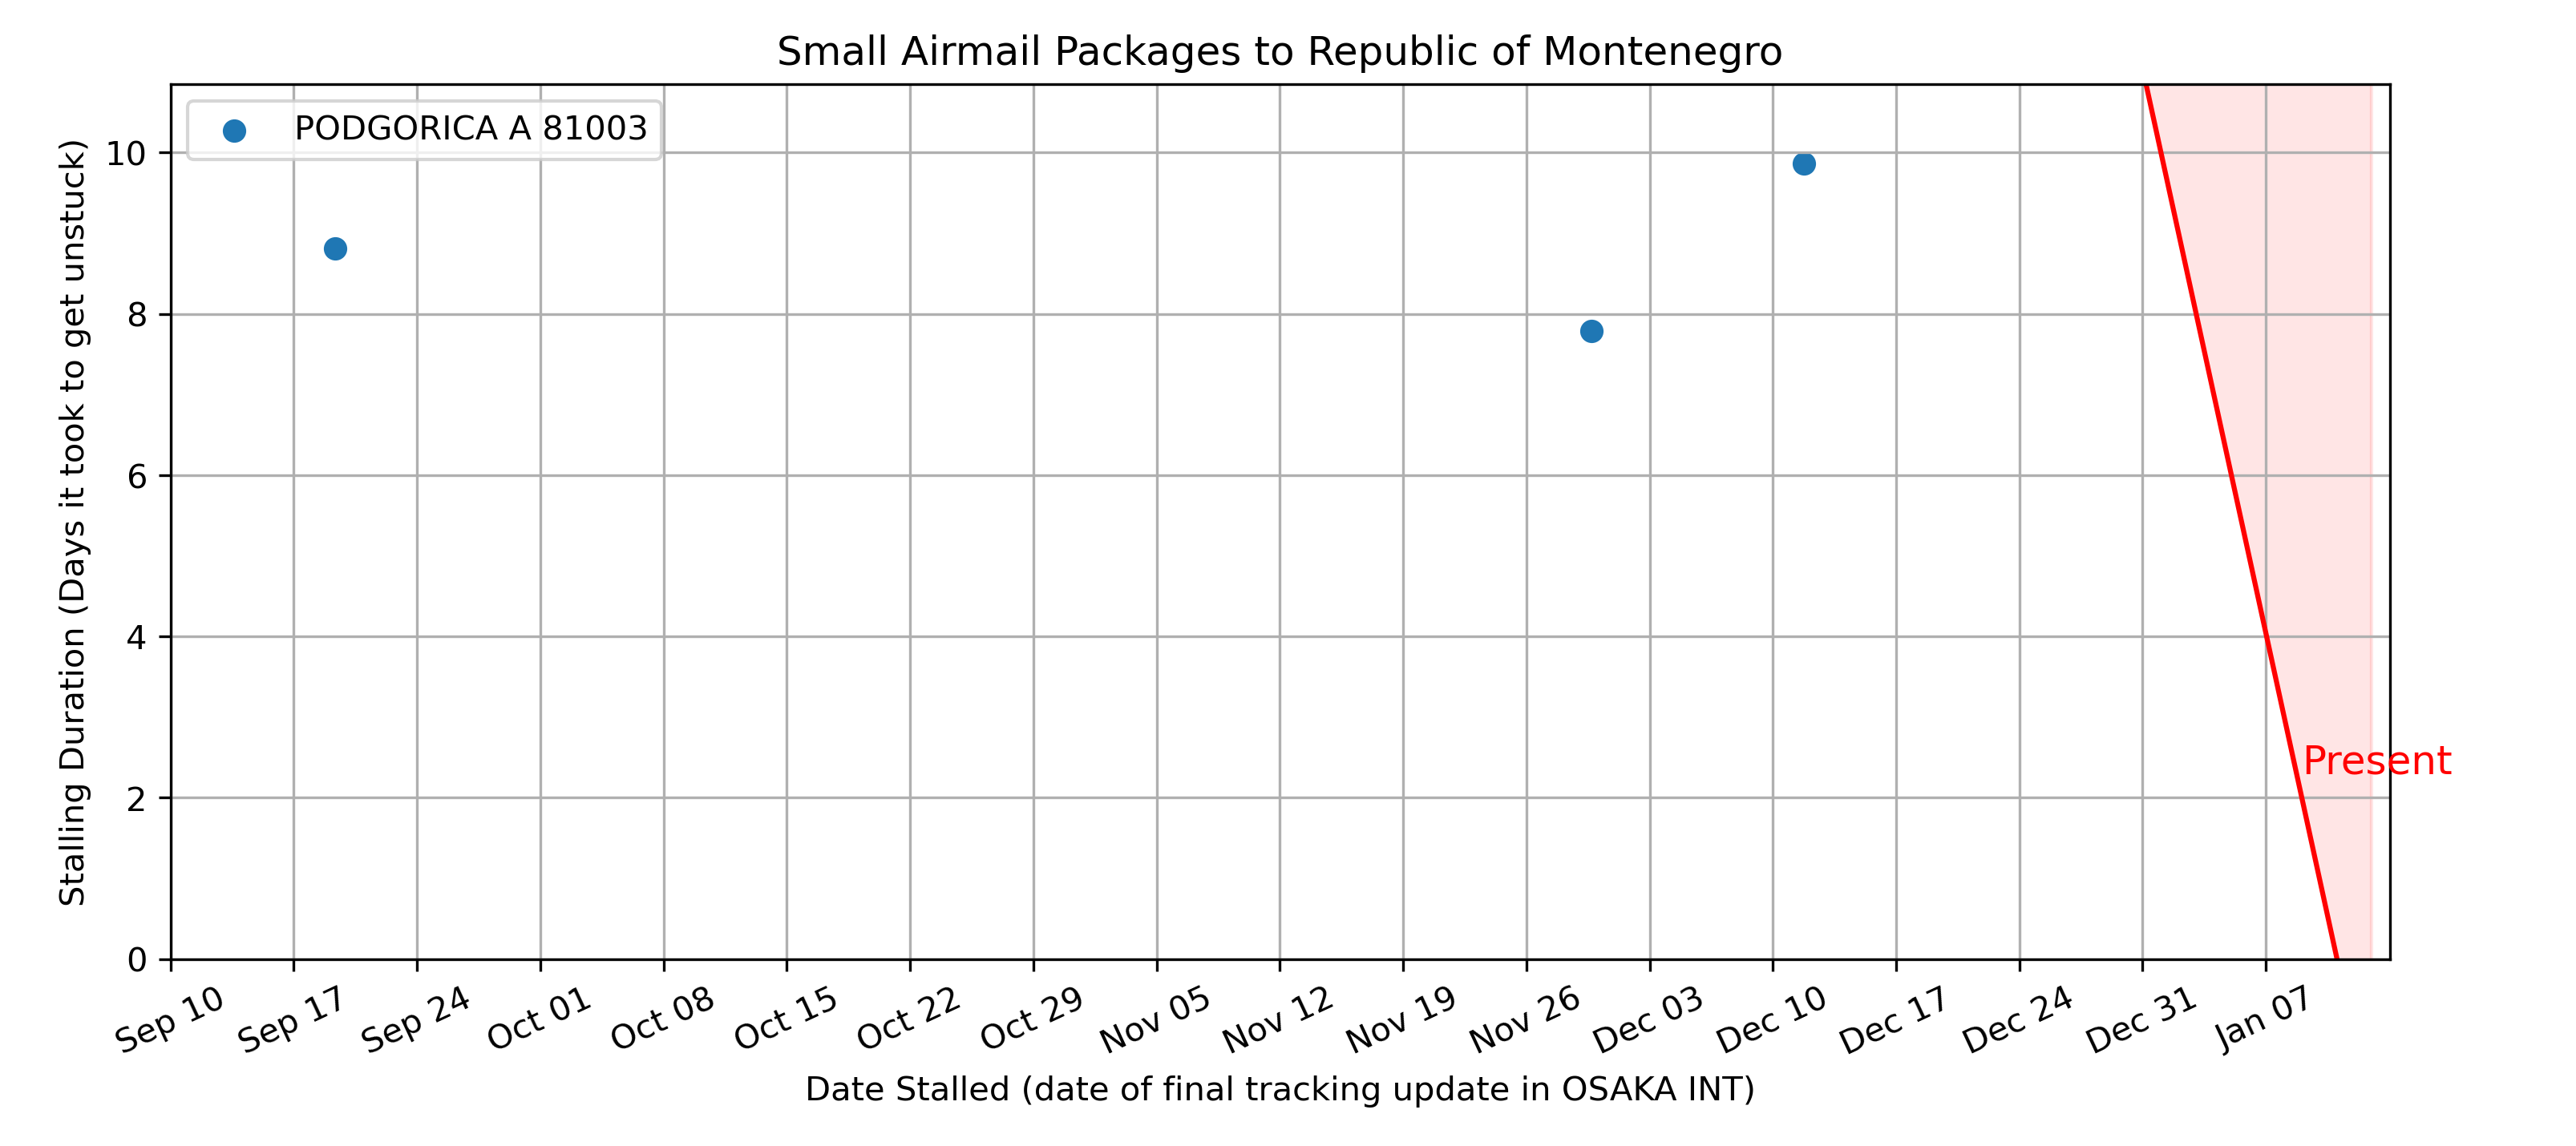 Small Airmail Packages to Republic of Montenegro
PODGORICA A 81003
Stalling Duration (Days it took to get unstuck)
10
8
6
4
2
0
Present
Sep 10
Sep 17
Sep 24
Oct 01
Oct 08
Oct 15
Oct 22
Oct 29
Nov 05
Nov 12
Nov 19
Nov 26
Dec 03
Dec 10
Dec 17
Dec 24
Dec 31
Jan 07
Date Stalled (date of final tracking update in OSAKA INT)